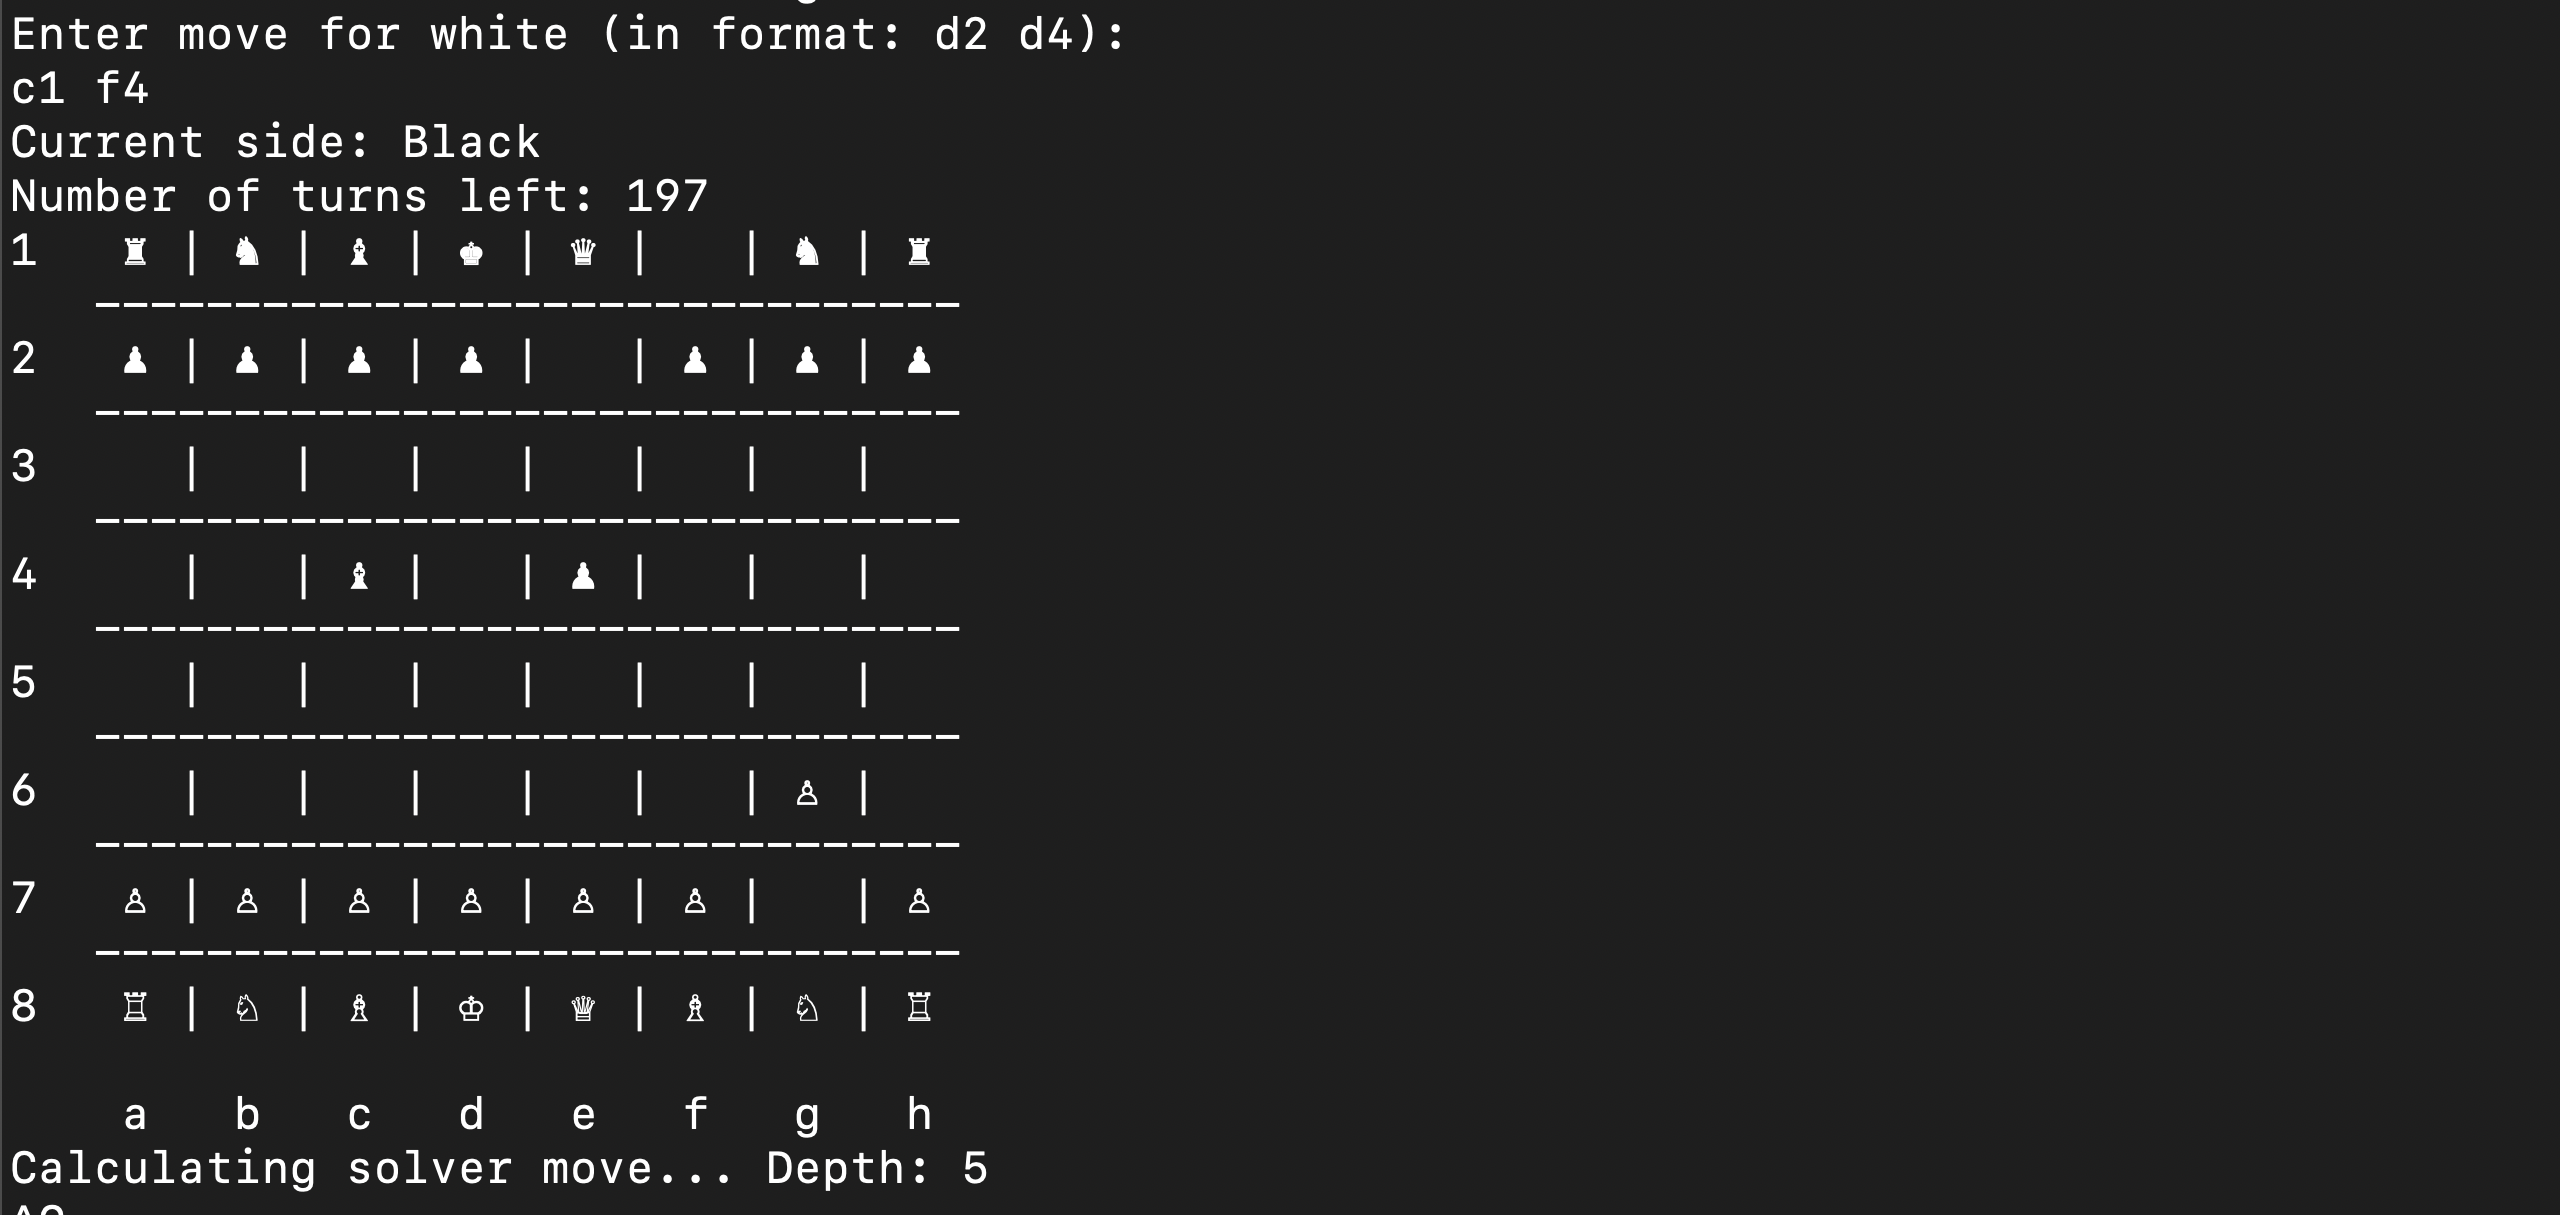 Enter move for white (in format: d2 d4):
c1 f4
Current side: Black
Number of turns left: 197
1   ♜ | ♞ | ♝ | ♚ | ♛ |   | ♞ | ♜
   -------------------------------
2   ♟ | ♟ | ♟ | ♟ |   | ♟ | ♟ | ♟
   -------------------------------
3     |   |   |   |   |   |   |
   -------------------------------
4     |   | ♝ |   | ♟ |   |   |
   -------------------------------
5     |   |   |   |   |   |   |
   -------------------------------
6     |   |   |   |   |   | ♙ |
   -------------------------------
7   ♙ | ♙ | ♙ | ♙ | ♙ | ♙ |   | ♙
   -------------------------------
8   ♖ | ♘ | ♗ | ♔ | ♕ | ♗ | ♘ | ♖
    a   b   c   d   e   f   g   h
Calculating solver move... Depth: 5